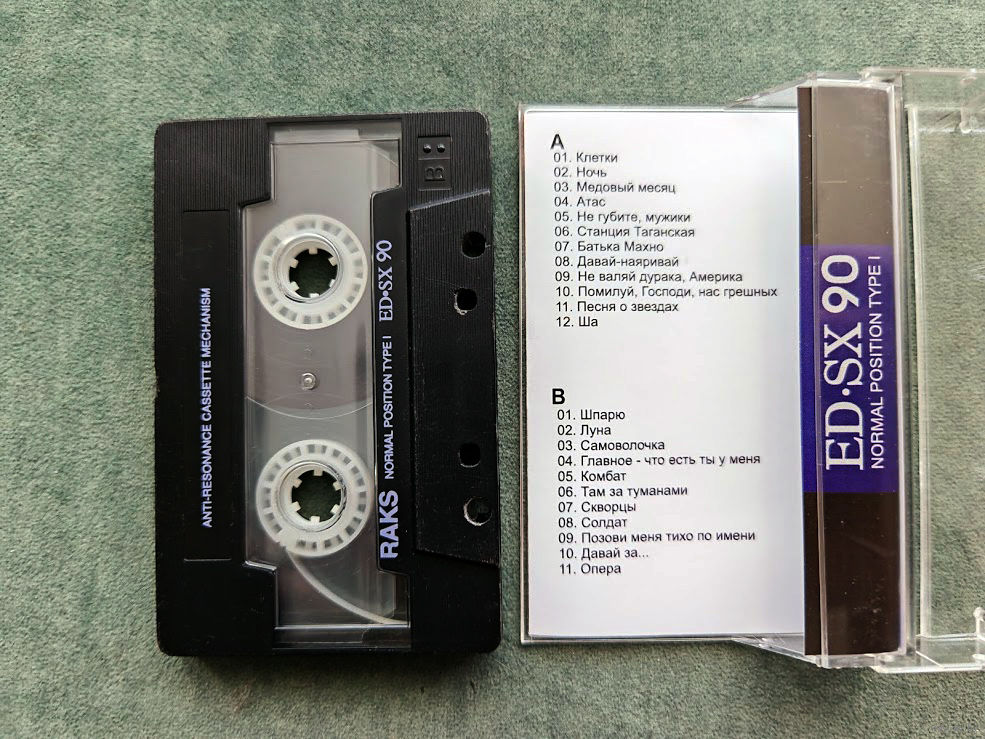 ANTI-RESONANCE CASSETTE MECHANISM
RAKS NORMAL POSITION TYPE I ED•SX 90
B
A
01. Клетки
02. Ночь
03. Медовый месяц
04. Атас
05. Не губите, мужики
06. Станция Таганская
07. Батька Махно
08. Давай-наяривай
09. Не валяй дурака, Америка
10. Помилуй, Господи, нас грешных
11. Песня о звездах
12. Ша
B
01. Шпарю
02. Луна
03. Самоволочка
04. Главное - что есть ты у меня
05. Комбат
06. Там за туманами
07. Скворцы
08. Солдат
09. Позови меня тихо по имени
10. Давай за...
11. Опера
ED•SX 90
NORMAL POSITION TYPE I